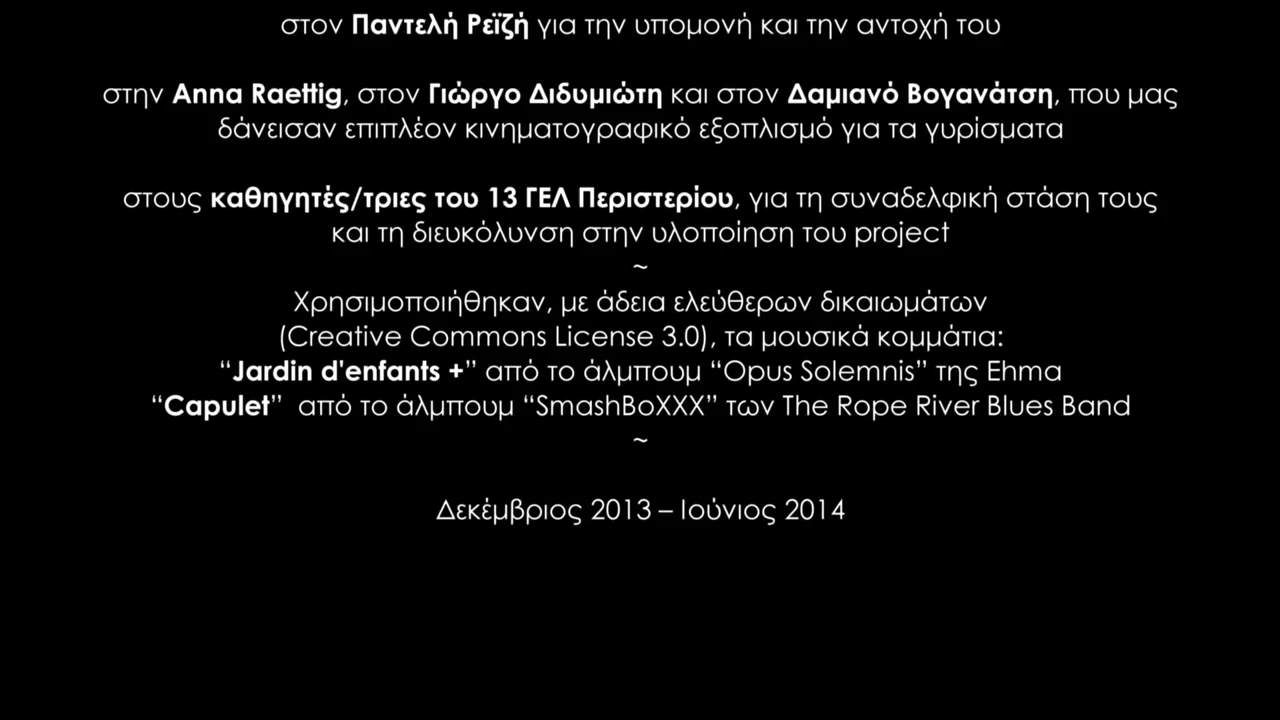 στον Παντελή Ρεϊζή για την υπομονή και την αντοχή του
στην Anna Raettig, στον Γιώργο Διδυμιώτη και στον Δαμιανό Βογανάτση, που μας
δάνεισαν επιπλέον κινηματογραφικό εξοπλισμό για τα γυρίσματα
στους καθηγητές/τριες του 13 ΓΕΛ Περιστερίου, για τη συναδελφική στάση τους
και τη διευκόλυνση στην υλοποίηση του project
~
Χρησιμοποιήθηκαν, με άδεια ελεύθερων δικαιωμάτων
(Creative Commons License 3.0), τα μουσικά κομμάτια:
“Jardin d'enfants +” από το άλμπουμ “Opus Solemnis” της Ehma
“Capulet”  από το άλμπουμ “SmashBoXXX” των The Rope River Blues Band
~
Δεκέμβριος 2013 – Ιούνιος 2014